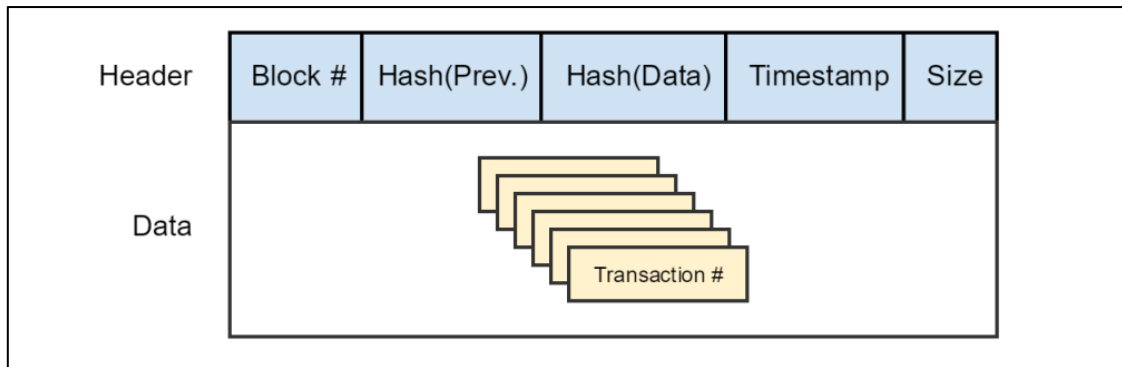 Header Block # Hash(Prev.) Hash(Data) Timestamp Size
Data
Transaction #